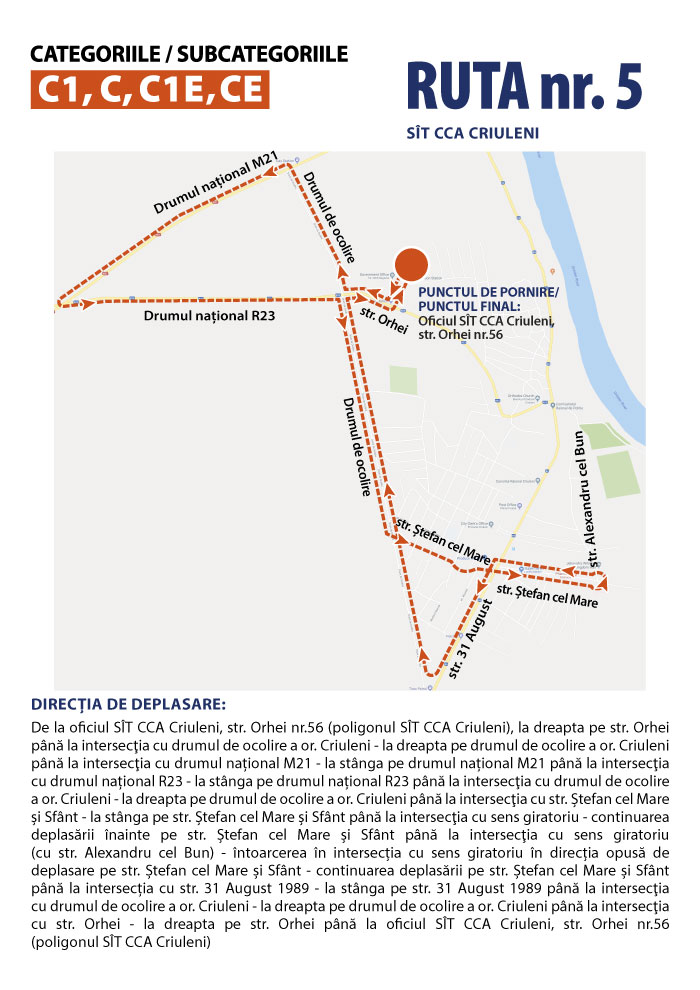 CATEGORIILE / SUBCATEGORIILE
C1, C, C1E, CE
RUTA nr. 5
SÎT CCA CRIULENI
Drumul național M21
Drumul de ocolire
PUNCTUL DE PORNIRE/
PUNCTUL FINAL:
Oficiul SÎT CCA Criuleni,
str. Orhei nr.56
Drumul național R23
str. Orhei
Drumul de ocolire
str. Alexandru cel Bun
str. Ștefan cel Mare
str. Ștefan cel Mare
str. 31 August
DIRECȚIA DE DEPLASARE:
De la oficiul SÎT CCA Criuleni, str. Orhei nr.56 (poligonul SÎT CCA Criuleni), la dreapta pe str. Orhei
până la intersecţia cu drumul de ocolire a or. Criuleni - la dreapta pe drumul de ocolire a or. Criuleni
până la intersecţia cu drumul național M21 - la stânga pe drumul național M21 până la intersecţia
cu drumul național R23 - la stânga pe drumul național R23 până la intersecţia cu drumul de ocolire
a or. Criuleni - la dreapta pe drumul de ocolire a or. Criuleni până la intersecţia cu str. Ștefan cel Mare
și Sfânt - la stânga pe str. Ștefan cel Mare și Sfânt până la intersecţia cu sens giratoriu - continuarea
deplasării înainte pe str. Ștefan cel Mare şi Sfânt până la intersecţia cu sens giratoriu
(cu str. Alexandru cel Bun) - întoarcerea în intersecția cu sens giratoriu în direcția opusă de
deplasare pe str. Ștefan cel Mare şi Sfânt - continuarea deplasării pe str. Ștefan cel Mare şi Sfânt
până la intersecția cu str. 31 August 1989 - la stânga pe str. 31 August 1989 până la intersecţia
cu drumul de ocolire a or. Criuleni - la dreapta pe drumul de ocolire a or. Criuleni până la intersecţia
cu str. Orhei - la dreapta pe str. Orhei până la oficiul SÎT CCA Criuleni, str. Orhei nr.56
(poligonul SÎT CCA Criuleni)